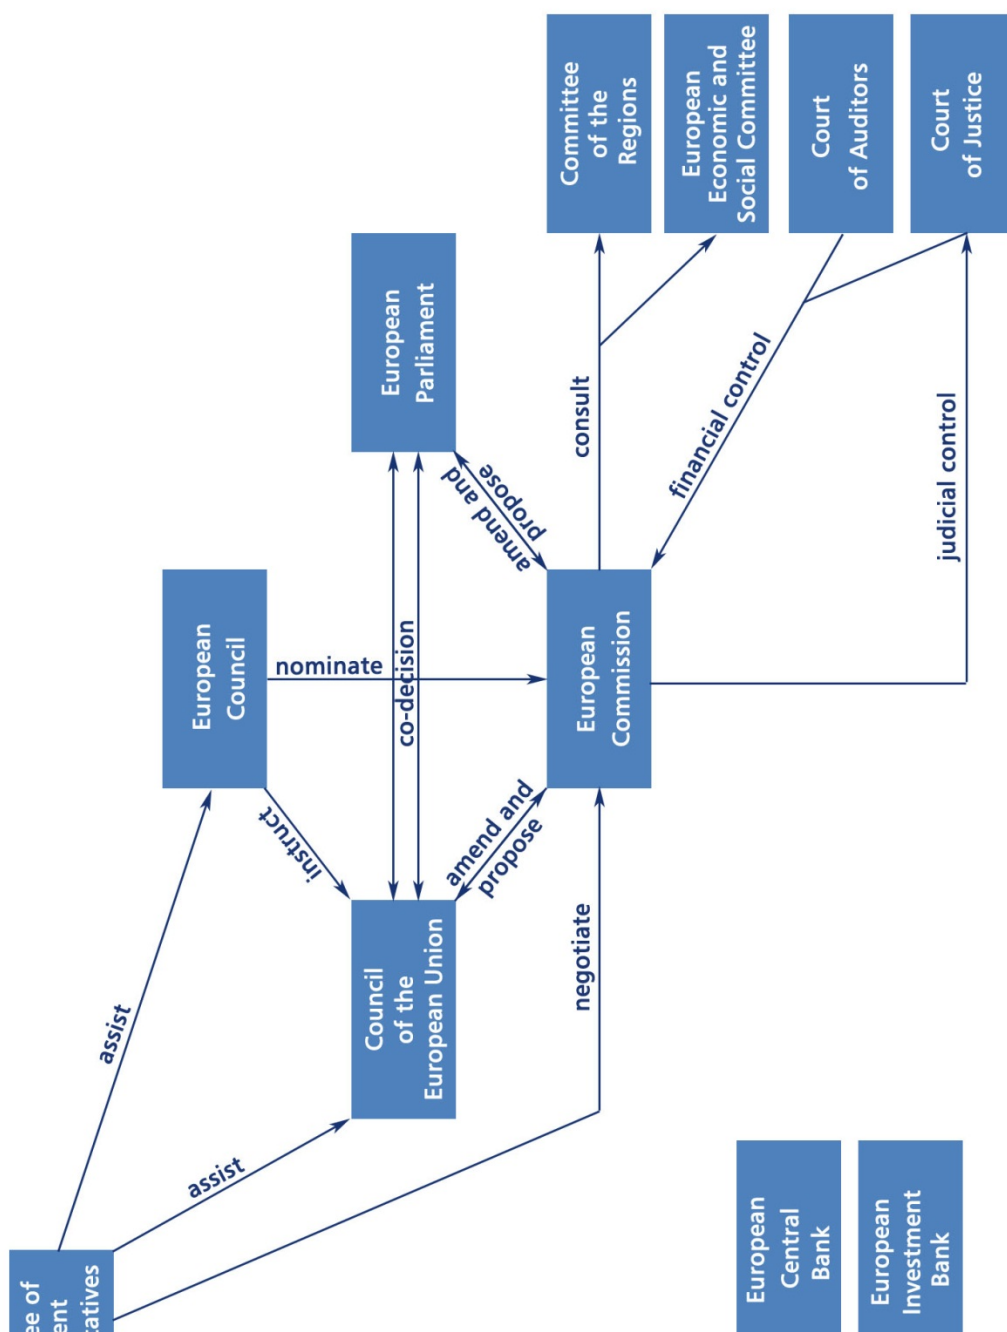 European
Council
European
Parliament
Council
of the
European Union
European
Commission
Committee
of the
Regions
European
Economic and
Social Committee
Court
of Auditors
Court
of Justice
European
Central
Bank
European
Investment
Bank
assist
assist
instruct
nominate
co-decision
amend and
propose
amend and
propose
negotiate
consult
financial control
judicial control